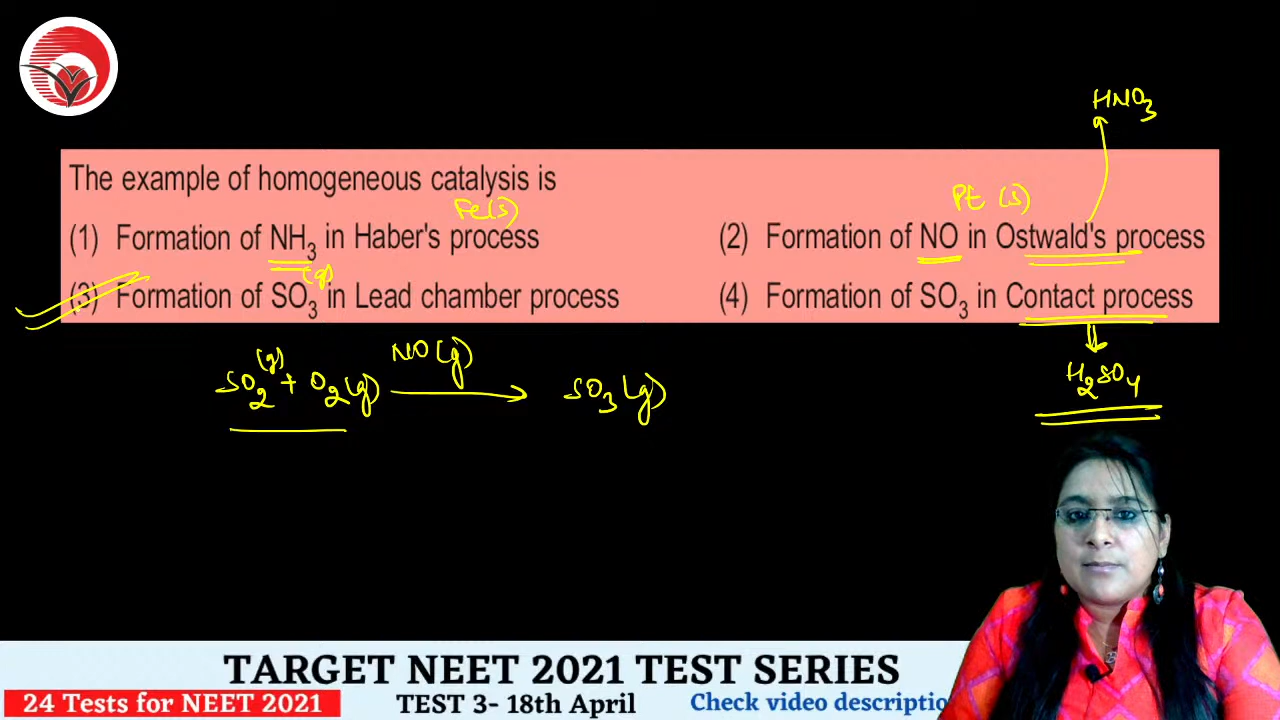 HNO3
The example of homogeneous catalysis is
Fe(s)
Pt (s)
(1) Formation of NH3 in Haber's process
(2) Formation of NO in Ostwald's process
(g)
(3) Formation of SO3 in Lead chamber process
(4) Formation of SO3 in Contact process
SO2(g) + O2(g) NO(g) → SO3(g)
H2SO4
TARGET NEET 2021 TEST SERIES
24 Tests for NEET 2021
TEST 3- 18th April
Check video descriptio